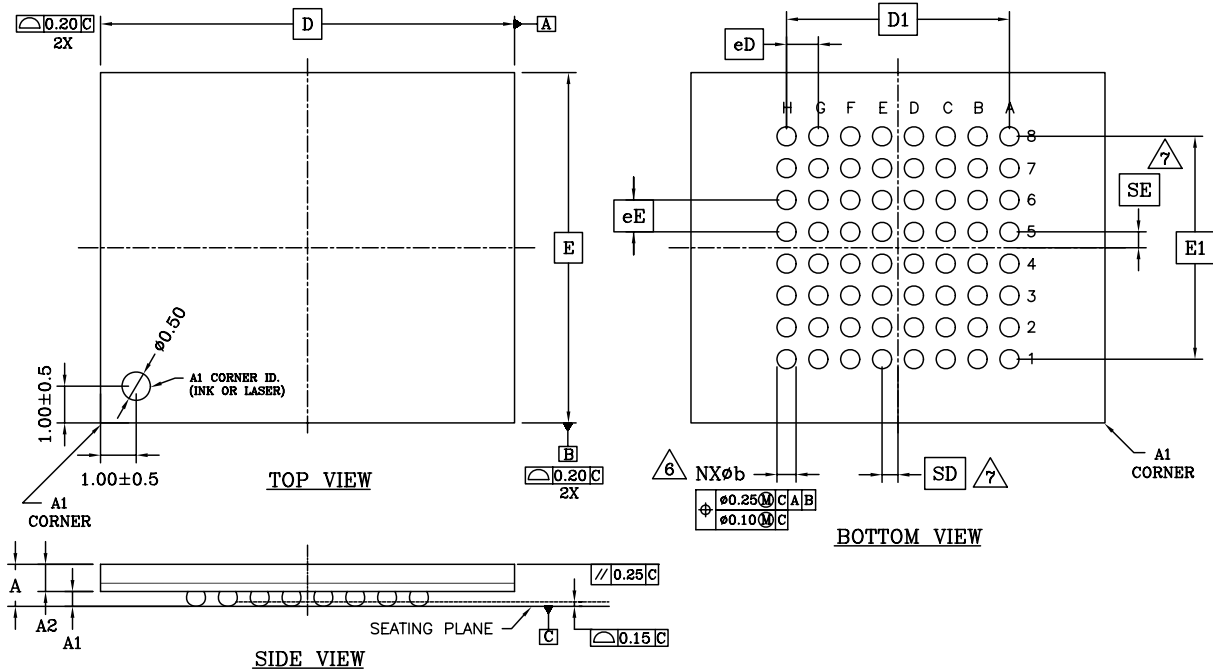 ⌓ 0.20 C
2X
D
A
E
ø0.50
A1 CORNER ID.
(INK OR LASER)
1.00±0.5
1.00±0.5
A1
CORNER
TOP VIEW
B
⌓ 0.20 C
2X
D1
eD
H G F E D C B A
8
7
6
5
4
3
2
1
7
SE
eE
E1
6 NXøb
⌖ ø0.25Ⓜ C A B
ø0.10Ⓜ C
SD 7
A1
CORNER
BOTTOM VIEW
A
A2
A1
// 0.25 C
SEATING PLANE
C
⌓ 0.15 C
SIDE VIEW